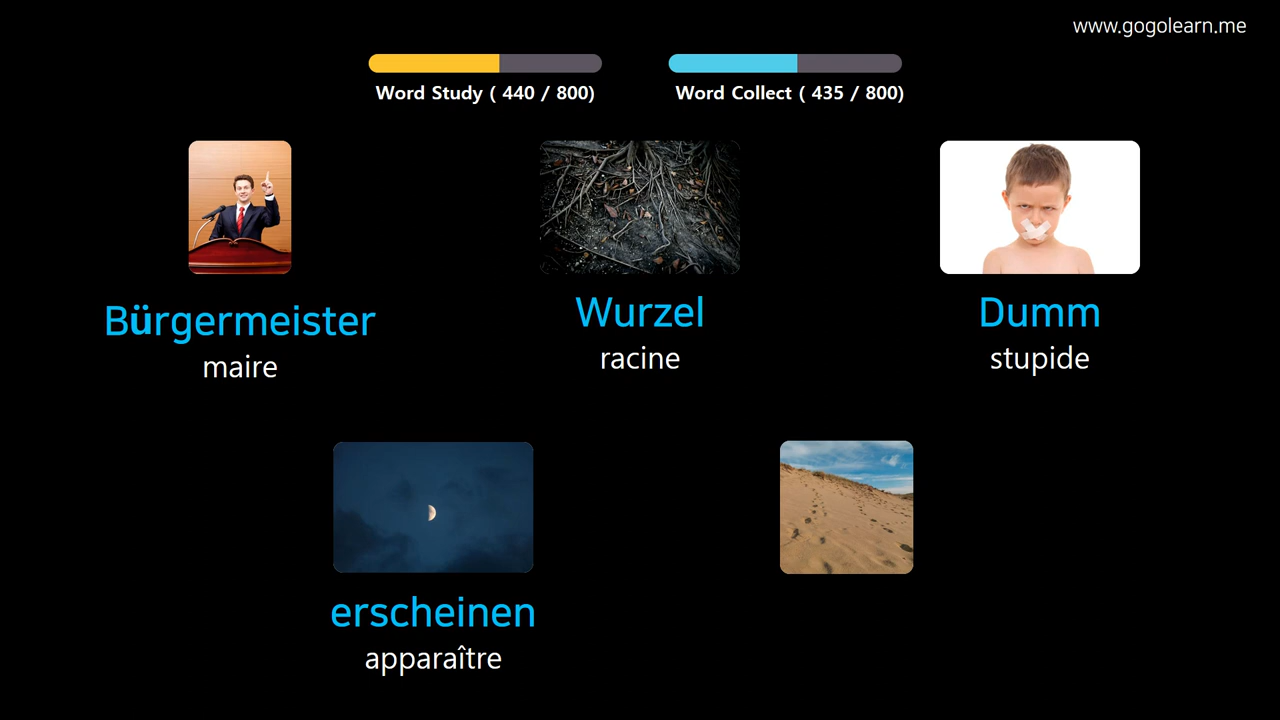 www.gogolearn.me
Word Study ( 440 / 800)
Word Collect ( 435 / 800)
Bürgermeister
maire
Wurzel
racine
Dumm
stupide
erscheinen
apparaître